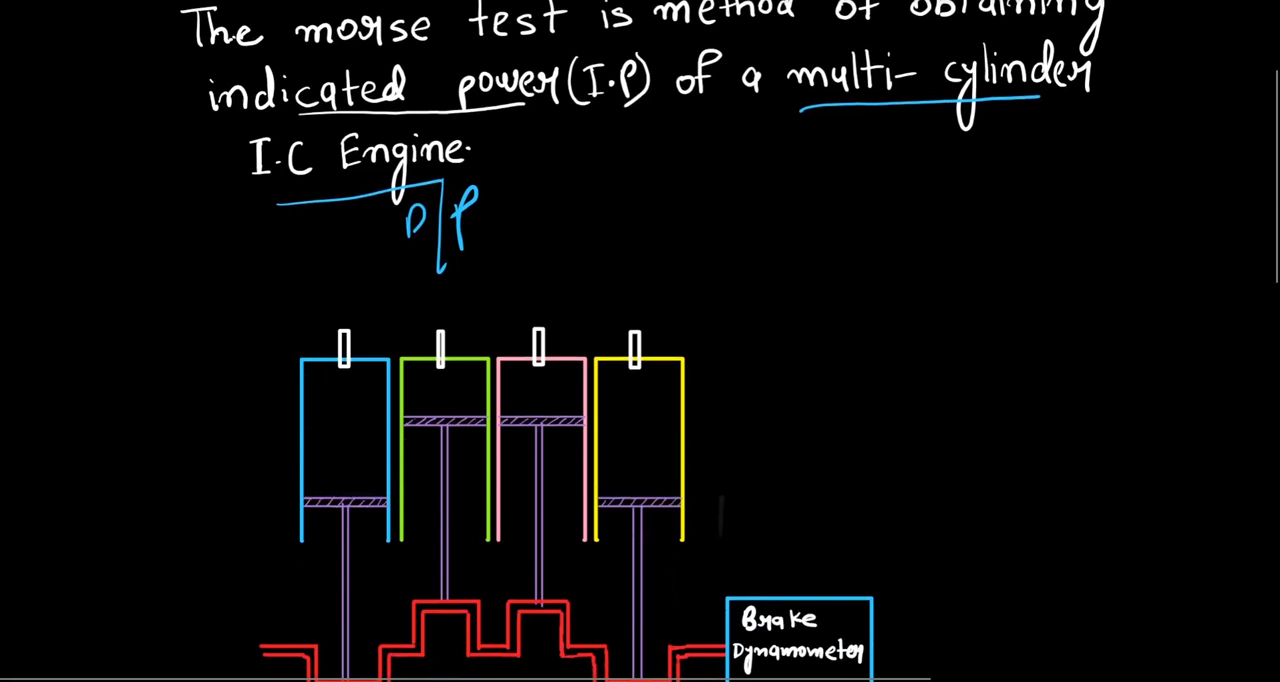 The morse test is method of obtaining
indicated power(I.P) of a multi- cylinder
I.C Engine.
D P
Brake
Dynamometer